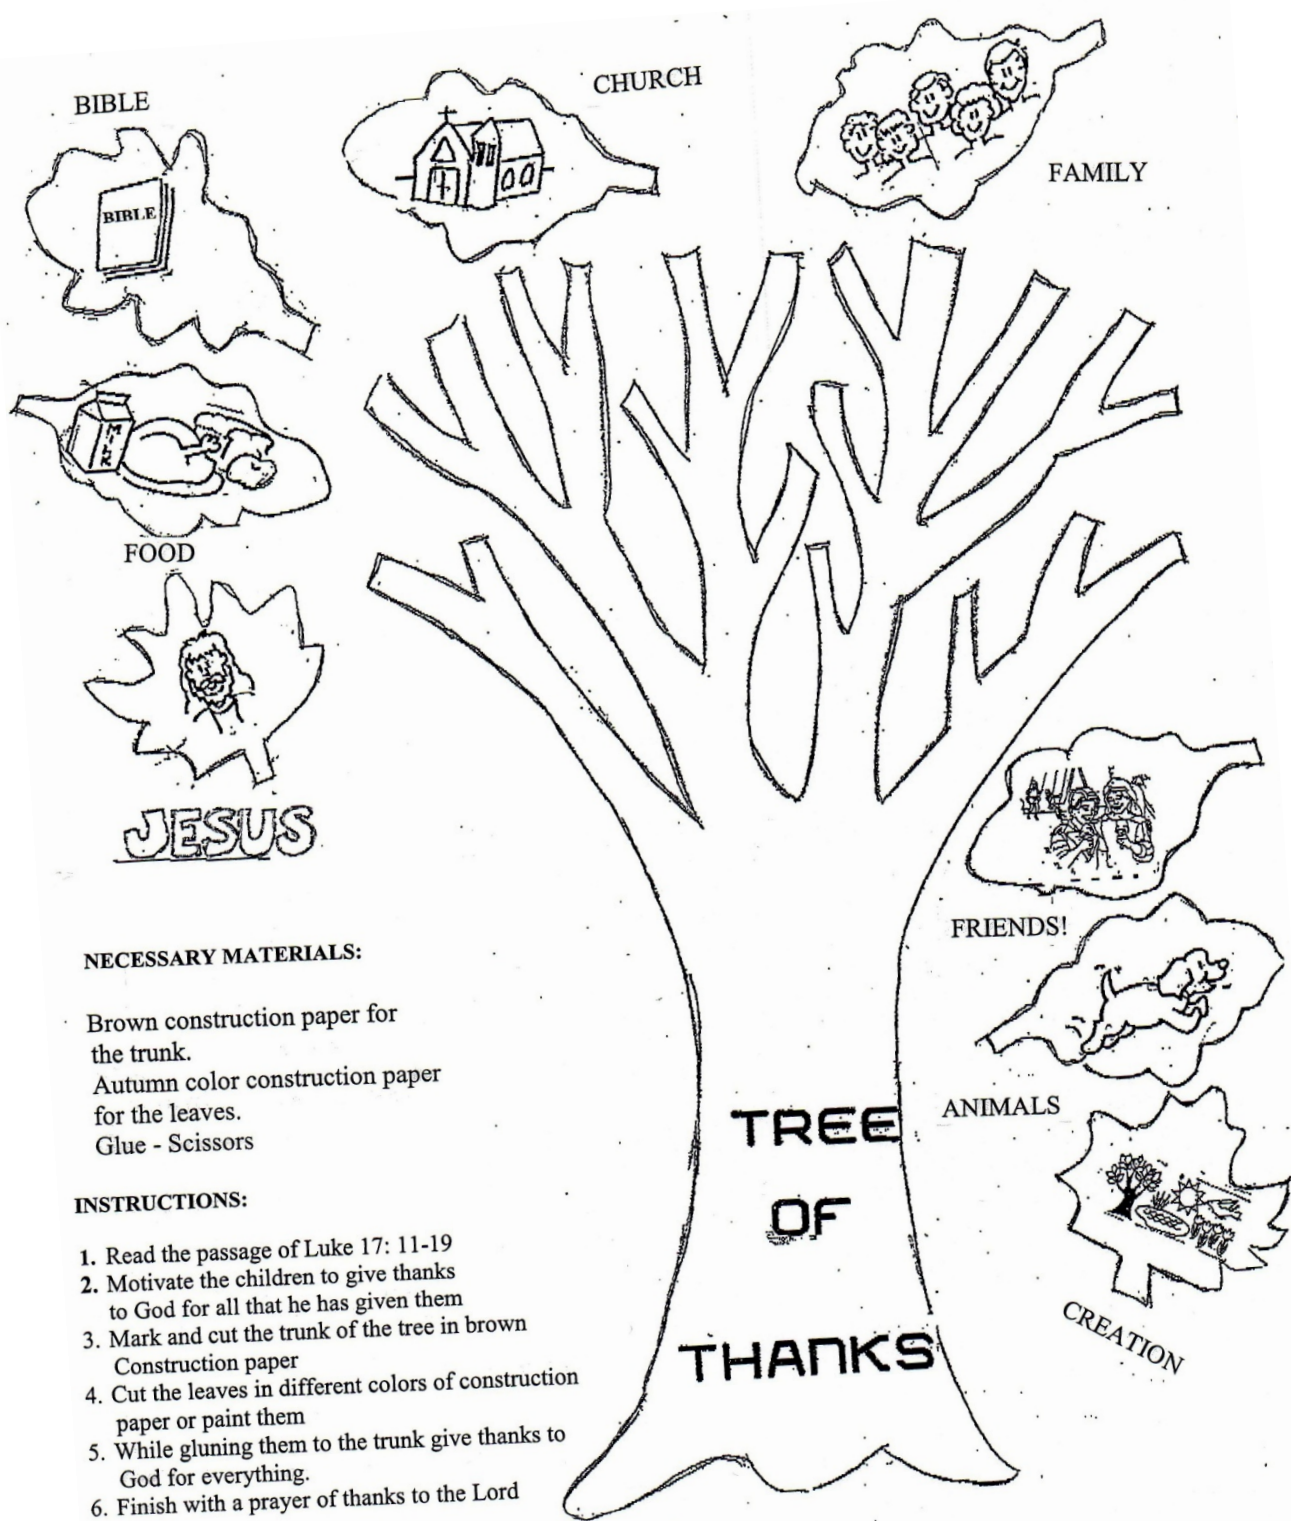 BIBLE
CHURCH
FAMILY
BIBLE
MILK
FOOD
JESUS
FRIENDS!
ANIMALS
CREATION
TREE
OF
THANKS
NECESSARY MATERIALS:
Brown construction paper for
the trunk.
Autumn color construction paper
for the leaves.
Glue - Scissors
INSTRUCTIONS:
1. Read the passage of Luke 17: 11-19
2. Motivate the children to give thanks
to God for all that he has given them
3. Mark and cut the trunk of the tree in brown
Construction paper
4. Cut the leaves in different colors of construction
paper or paint them
5. While gluning them to the trunk give thanks to
God for everything.
6. Finish with a prayer of thanks to the Lord